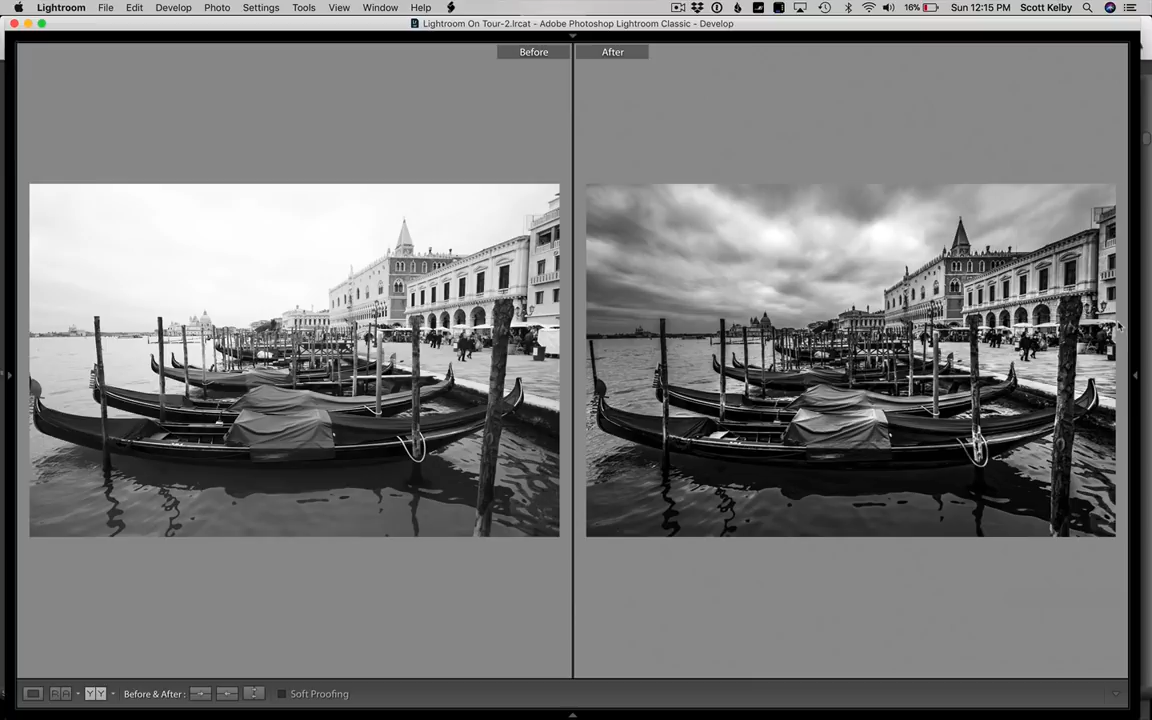 Lightroom File Edit Develop Photo Settings Tools View Window Help 16% Sun 12:15 PM Scott Kelby
Lightroom On Tour-2.lrcat - Adobe Photoshop Lightroom Classic - Develop
Before After
R A Y Y Before & After : Soft Proofing